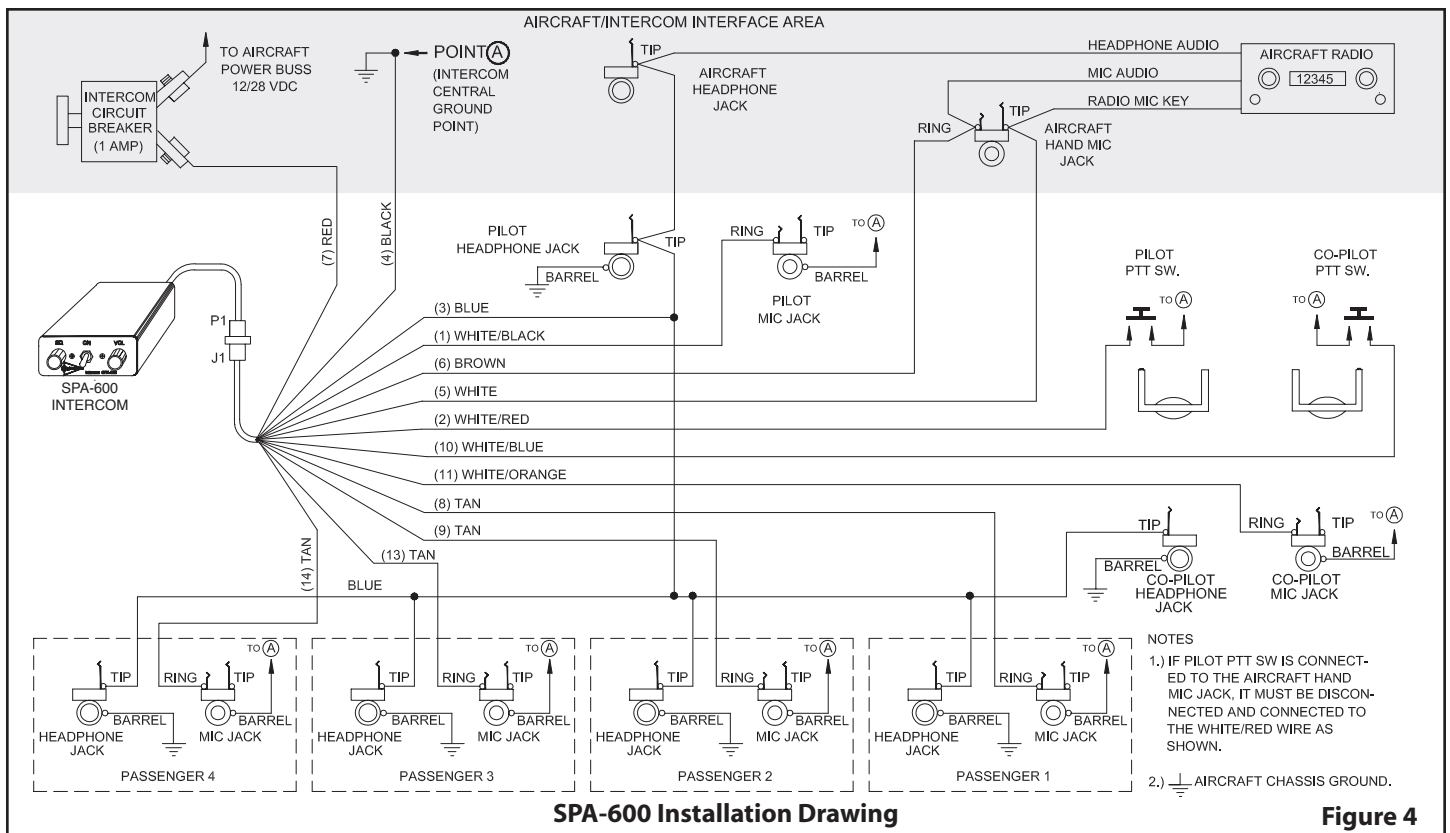 AIRCRAFT/INTERCOM INTERFACE AREA
TO AIRCRAFT
POWER BUSS
12/28 VDC
INTERCOM
CIRCUIT
BREAKER
(1 AMP)
POINT A
(INTERCOM
CENTRAL
GROUND
POINT)
TIP
AIRCRAFT
HEADPHONE
JACK
HEADPHONE AUDIO
MIC AUDIO
RADIO MIC KEY
AIRCRAFT RADIO
12345
RING
TIP
AIRCRAFT
HAND MIC
JACK
(7) RED
(4) BLACK
PILOT
HEADPHONE JACK
TIP
BARREL
RING
TIP
TO A
BARREL
PILOT
MIC JACK
PILOT
PTT SW.
TO A
CO-PILOT
PTT SW.
TO A
P1
J1
SQ
ON
VOL
SPA-600
INTERCOM
(3) BLUE
(1) WHITE/BLACK
(6) BROWN
(5) WHITE
(2) WHITE/RED
(10) WHITE/BLUE
(11) WHITE/ORANGE
(8) TAN
(9) TAN
(13) TAN
(14) TAN
BLUE
TIP
BARREL
CO-PILOT
HEADPHONE
JACK
RING
TIP
TO A
BARREL
CO-PILOT
MIC JACK
TIP
BARREL
HEADPHONE
JACK
RING
TIP
TO A
BARREL
MIC JACK
PASSENGER 4
TIP
BARREL
HEADPHONE
JACK
RING
TIP
TO A
BARREL
MIC JACK
PASSENGER 3
TIP
BARREL
HEADPHONE
JACK
RING
TIP
TO A
BARREL
MIC JACK
PASSENGER 2
TIP
BARREL
HEADPHONE
JACK
RING
TIP
TO A
BARREL
MIC JACK
PASSENGER 1
NOTES
1.) IF PILOT PTT SW IS CONNECT-
ED TO THE AIRCRAFT HAND
MIC JACK, IT MUST BE DISCON-
NECTED AND CONNECTED TO
THE WHITE/RED WIRE AS
SHOWN.
2.) AIRCRAFT CHASSIS GROUND.
SPA-600 Installation Drawing
Figure 4